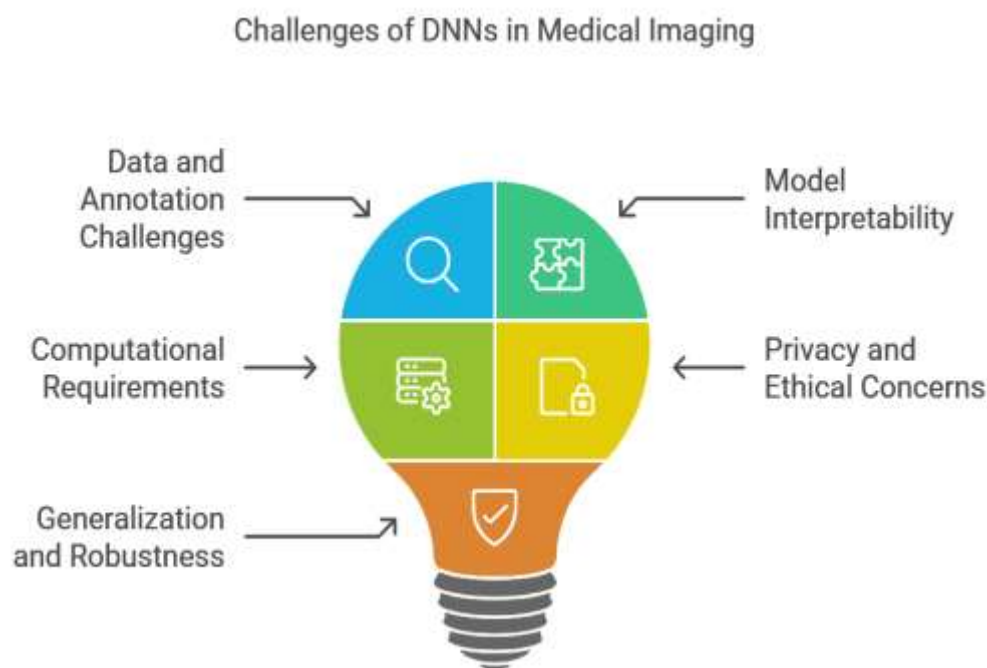 Challenges of DNNs in Medical Imaging
Data and
Annotation
Challenges
Model
Interpretability
Computational
Requirements
Privacy and
Ethical Concerns
Generalization
and Robustness